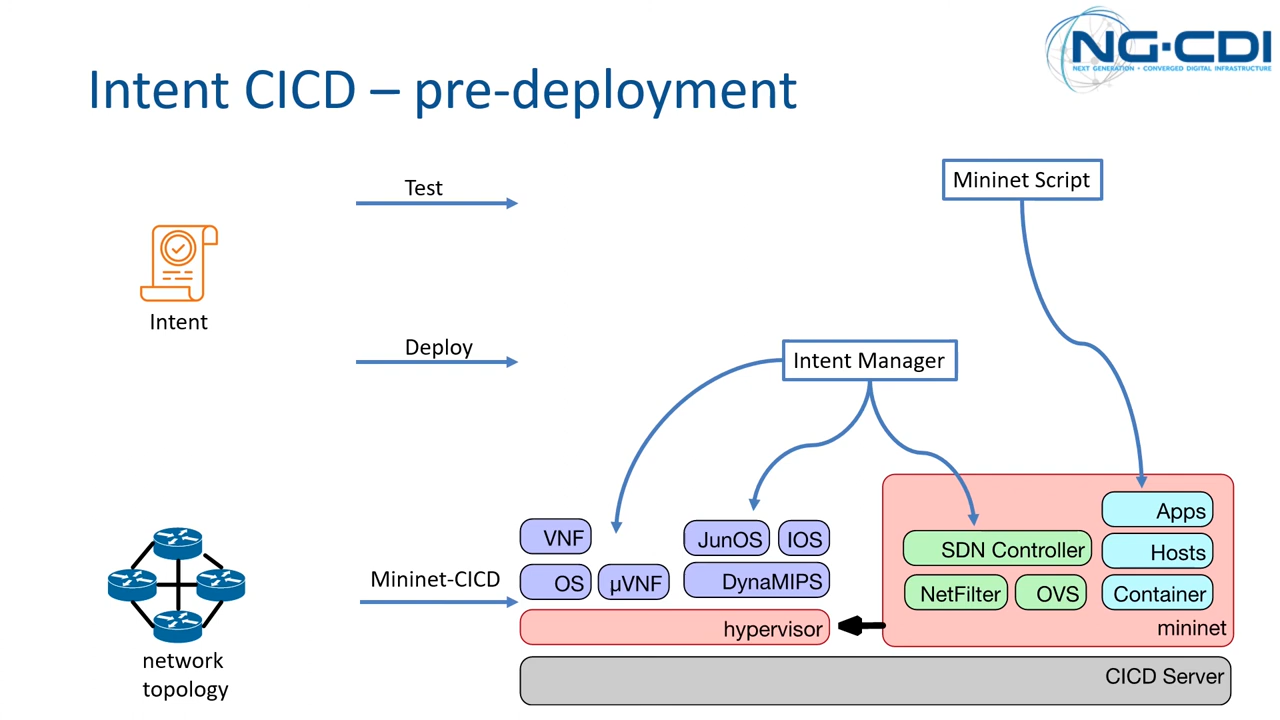 NG-CDI
NEXT GENERATION • CONVERGED DIGITAL INFRASTRUCTURE
Intent CICD – pre-deployment
Test
Mininet Script
Intent
Deploy
Intent Manager
Mininet-CICD
VNF
OS
µVNF
JunOS
IOS
DynaMIPS
hypervisor
SDN Controller
NetFilter
OVS
Apps
Hosts
Container
mininet
CICD Server
network
topology